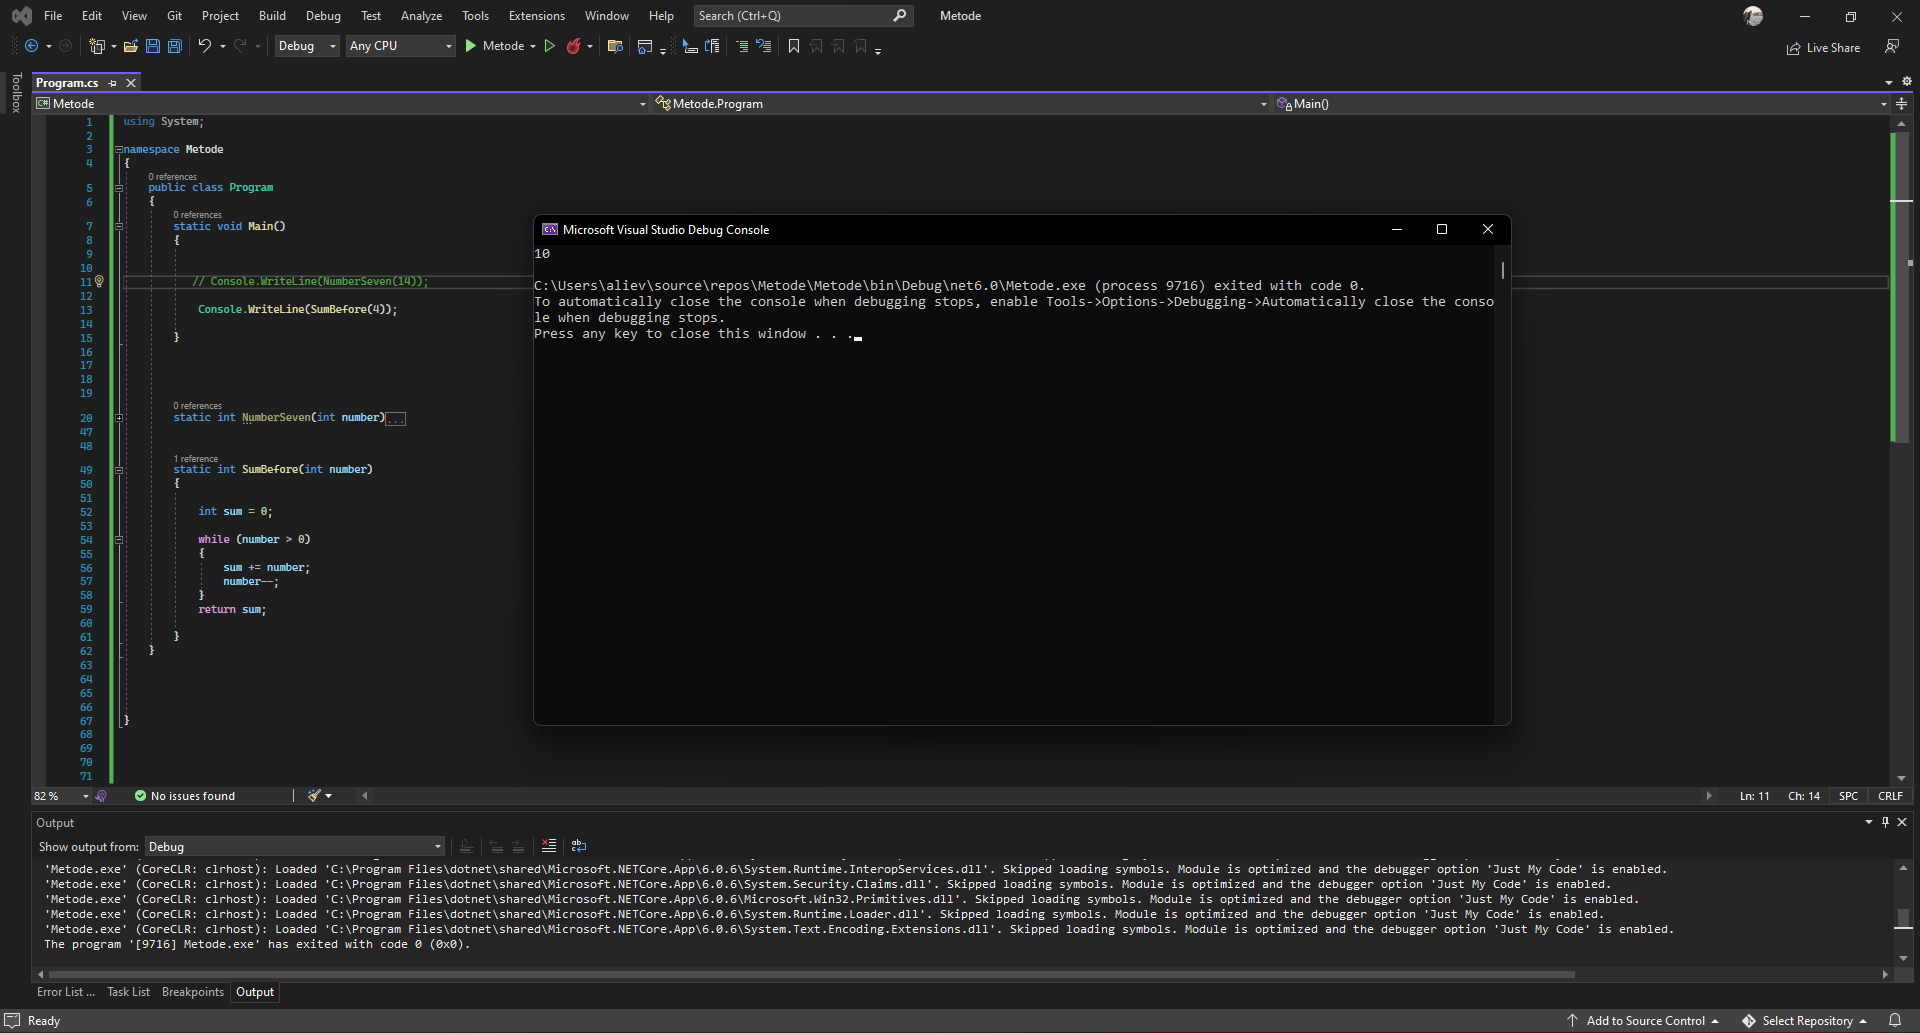 File Edit View Git Project Build Debug Test Analyze Tools Extensions Window Help Search (Ctrl+Q) Metode
Debug Any CPU Metode Live Share
Toolbox
Program.cs
C# Metode Metode.Program Main()
1 using System;
2
3 namespace Metode
4 {
0 references
5 public class Program
6 {
0 references
7 static void Main()
8 {
9
10
11 // Console.WriteLine(NumberSeven(14));
12
13 Console.WriteLine(SumBefore(4));
14
15 }
16
17
18
19
0 references
20 static int NumberSeven(int number)...
47
48
1 reference
49 static int SumBefore(int number)
50 {
51
52 int sum = 0;
53
54 while (number > 0)
55 {
56 sum += number;
57 number--;
58 }
59 return sum;
60
61 }
62 }
63
64
65
66
67 }
68
69
70
71
Microsoft Visual Studio Debug Console
10
C:\Users\aliev\source\repos\Metode\Metode\bin\Debug\net6.0\Metode.exe (process 9716) exited with code 0.
To automatically close the console when debugging stops, enable Tools->Options->Debugging->Automatically close the conso
le when debugging stops.
Press any key to close this window . . .
82 % No issues found Ln: 11 Ch: 14 SPC CRLF
Output
Show output from: Debug
'Metode.exe' (CoreCLR: clrhost): Loaded 'C:\Program Files\dotnet\shared\Microsoft.NETCore.App\6.0.6\System.Runtime.InteropServices.dll'. Skipped loading symbols. Module is optimized and the debugger option 'Just My Code' is enabled.
'Metode.exe' (CoreCLR: clrhost): Loaded 'C:\Program Files\dotnet\shared\Microsoft.NETCore.App\6.0.6\System.Security.Claims.dll'. Skipped loading symbols. Module is optimized and the debugger option 'Just My Code' is enabled.
'Metode.exe' (CoreCLR: clrhost): Loaded 'C:\Program Files\dotnet\shared\Microsoft.NETCore.App\6.0.6\Microsoft.Win32.Primitives.dll'. Skipped loading symbols. Module is optimized and the debugger option 'Just My Code' is enabled.
'Metode.exe' (CoreCLR: clrhost): Loaded 'C:\Program Files\dotnet\shared\Microsoft.NETCore.App\6.0.6\System.Runtime.Loader.dll'. Skipped loading symbols. Module is optimized and the debugger option 'Just My Code' is enabled.
'Metode.exe' (CoreCLR: clrhost): Loaded 'C:\Program Files\dotnet\shared\Microsoft.NETCore.App\6.0.6\System.Text.Encoding.Extensions.dll'. Skipped loading symbols. Module is optimized and the debugger option 'Just My Code' is enabled.
The program '[9716] Metode.exe' has exited with code 0 (0x0).
Error List ... Task List Breakpoints Output
Ready Add to Source Control Select Repository